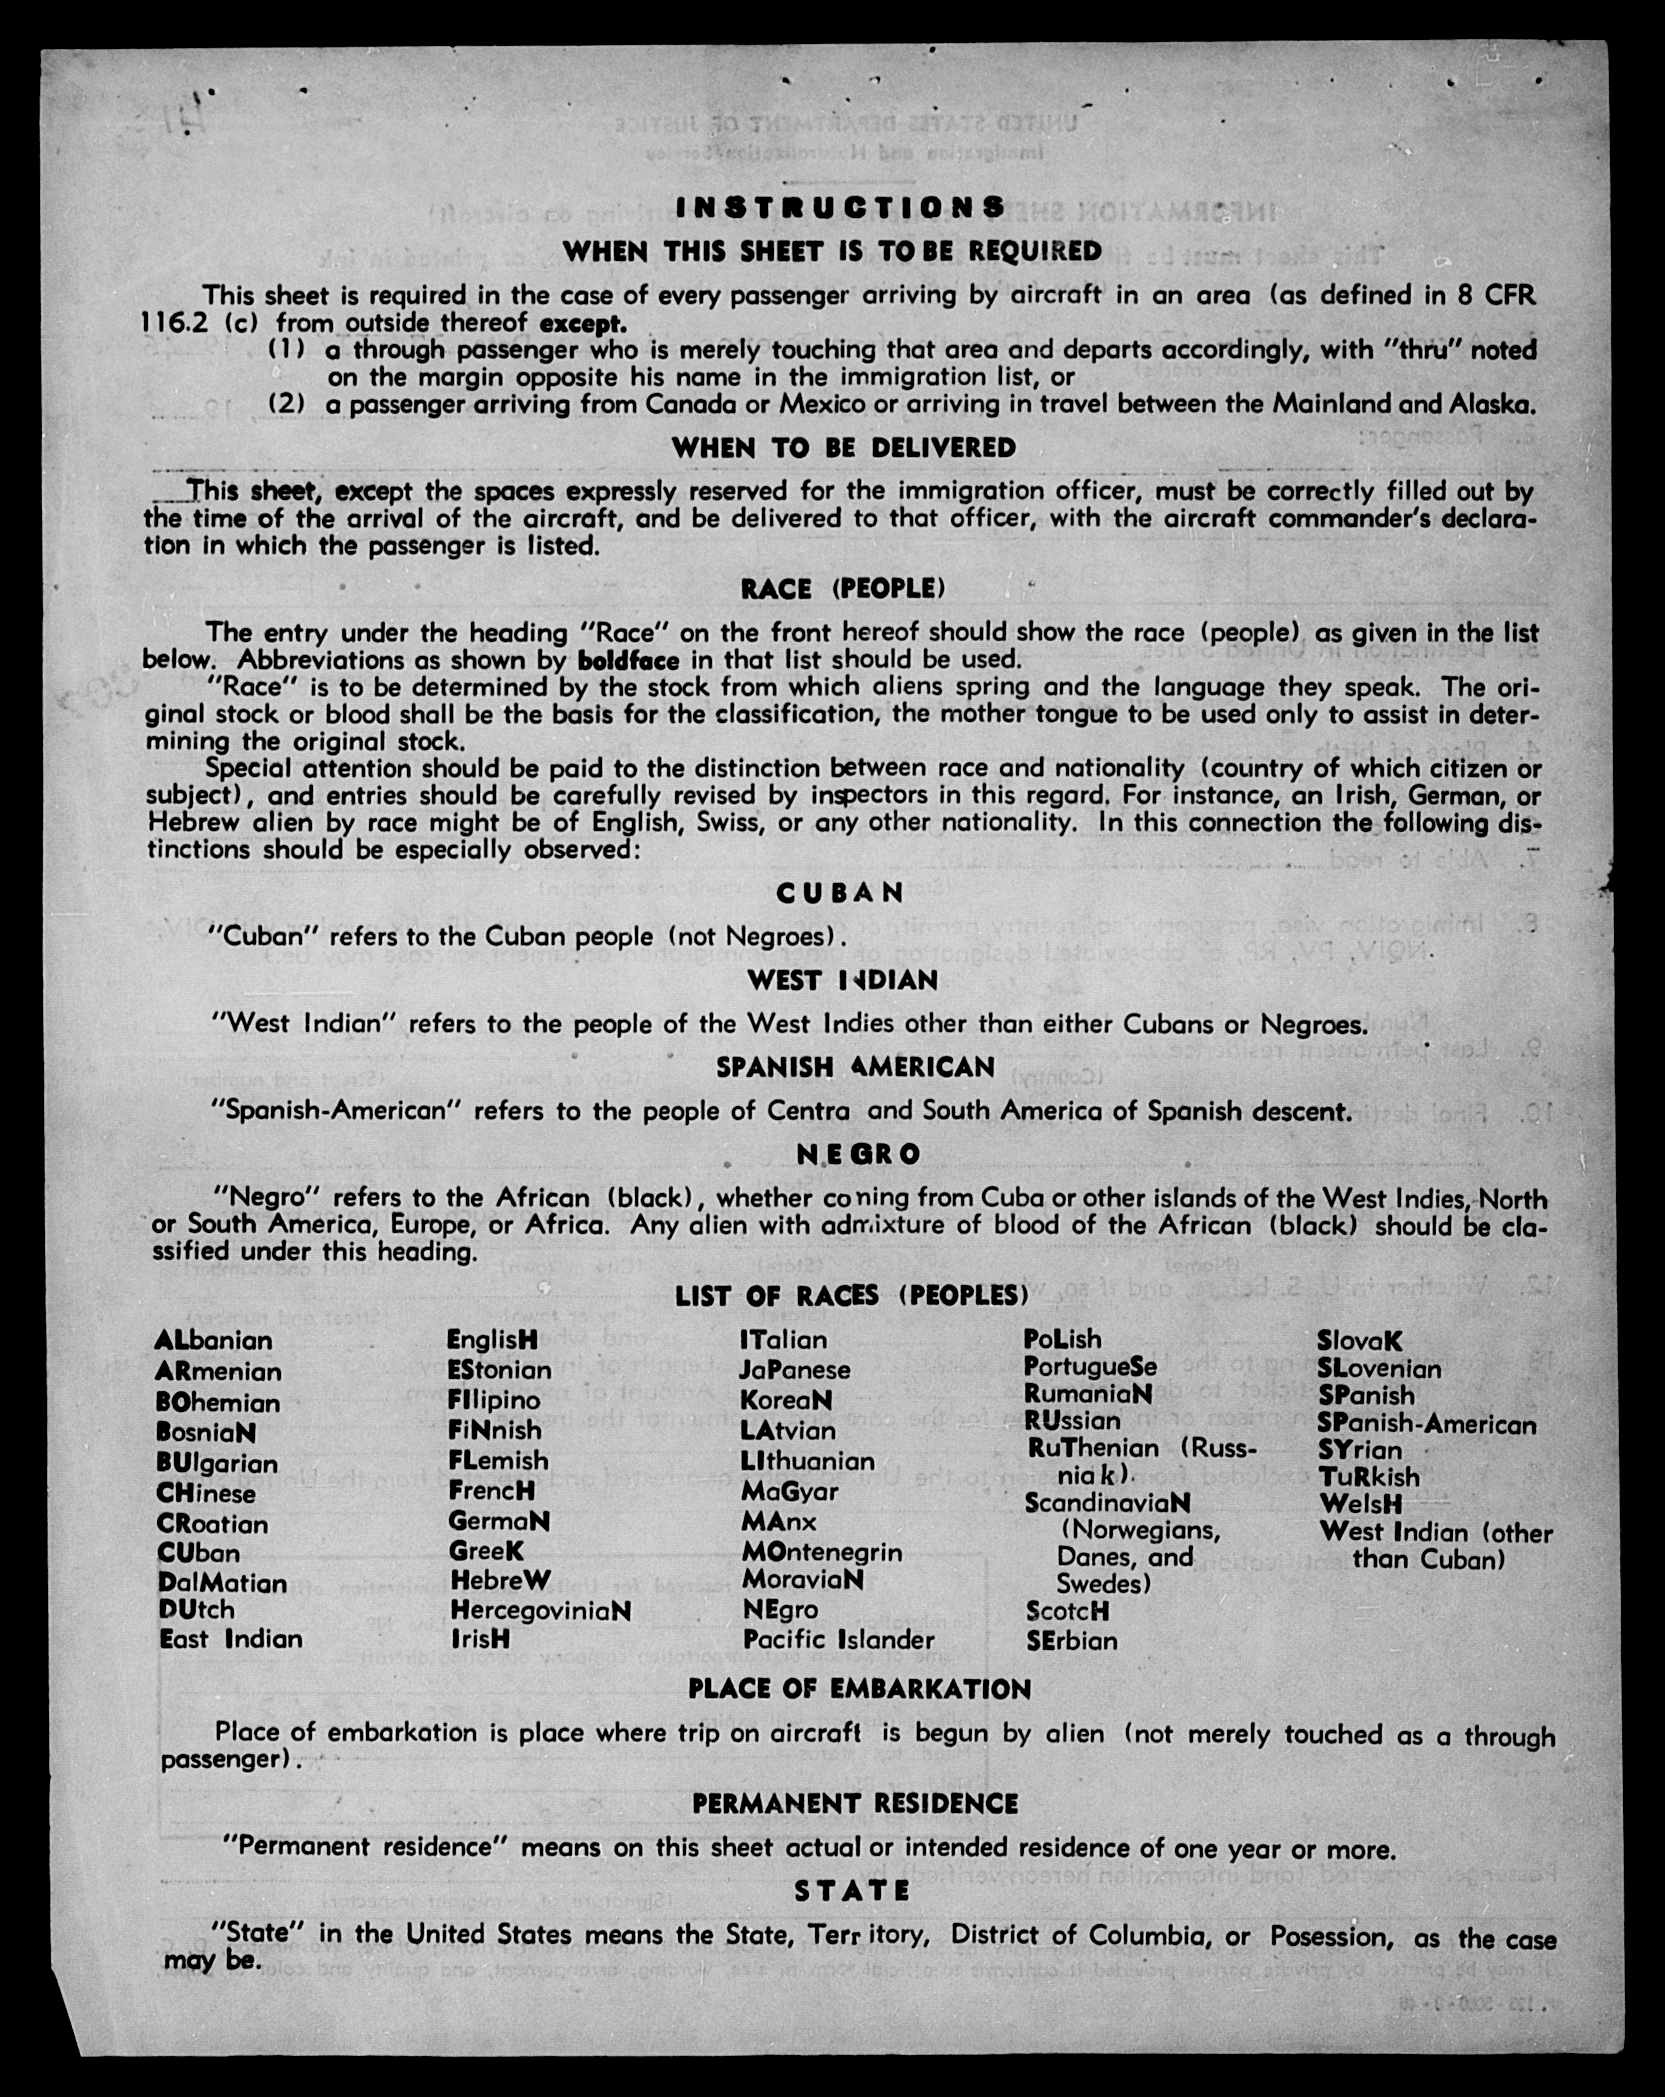 INSTRUCTIONS
WHEN THIS SHEET IS TO BE REQUIRED
This sheet is required in the case of every passenger arriving by aircraft in an area (as defined in 8 CFR
116.2 (c) from outside thereof except.
(1) a through passenger who is merely touching that area and departs accordingly, with "thru" noted
on the margin opposite his name in the immigration list, or
(2) a passenger arriving from Canada or Mexico or arriving in travel between the Mainland and Alaska.
WHEN TO BE DELIVERED
This sheet, except the spaces expressly reserved for the immigration officer, must be correctly filled out by
the time of the arrival of the aircraft, and be delivered to that officer, with the aircraft commander's declara-
tion in which the passenger is listed.
RACE (PEOPLE)
The entry under the heading "Race" on the front hereof should show the race (people) as given in the list
below. Abbreviations as shown by boldface in that list should be used.
"Race" is to be determined by the stock from which aliens spring and the language they speak. The ori-
ginal stock or blood shall be the basis for the classification, the mother tongue to be used only to assist in deter-
mining the original stock.
Special attention should be paid to the distinction between race and nationality (country of which citizen or
subject), and entries should be carefully revised by inspectors in this regard. For instance, an Irish, German, or
Hebrew alien by race might be of English, Swiss, or any other nationality. In this connection the following dis-
tinctions should be especially observed:
CUBAN
"Cuban" refers to the Cuban people (not Negroes).
WEST INDIAN
"West Indian" refers to the people of the West Indies other than either Cubans or Negroes.
SPANISH AMERICAN
"Spanish-American" refers to the people of Centra and South America of Spanish descent.
NEGRO
"Negro" refers to the African (black), whether coming from Cuba or other islands of the West Indies, North
or South America, Europe, or Africa. Any alien with admixture of blood of the African (black) should be cla-
ssified under this heading.
LIST OF RACES (PEOPLES)
ALbanian
ARmenian
BOhemian
BosniaN
BUlgarian
CHinese
CRoatian
CUban
DalMatian
DUtch
East Indian
EnglisH
EStonian
FIlipino
FiNnish
FLemish
FrencH
GermaN
GreeK
HebreW
HercegoviniaN
IrisH
ITalian
JaPanese
KoreaN
LAtvian
LIthuanian
MaGyar
MAnx
MOntenegrin
MoraviaN
NEgro
Pacific Islander
PoLish
PortugueSe
RumaniaN
RUssian
RuThenian (Russ-
niak).
ScandinaviaN
(Norwegians,
Danes, and
Swedes)
ScotcH
SErbian
SlovaK
SLovenian
SPanish
SPanish-American
SYrian
TuRkish
WelsH
West Indian (other
than Cuban)
PLACE OF EMBARKATION
Place of embarkation is place where trip on aircraft is begun by alien (not merely touched as a through
passenger).
PERMANENT RESIDENCE
"Permanent residence" means on this sheet actual or intended residence of one year or more.
STATE
"State" in the United States means the State, Territory, District of Columbia, or Posession, as the case
may be.